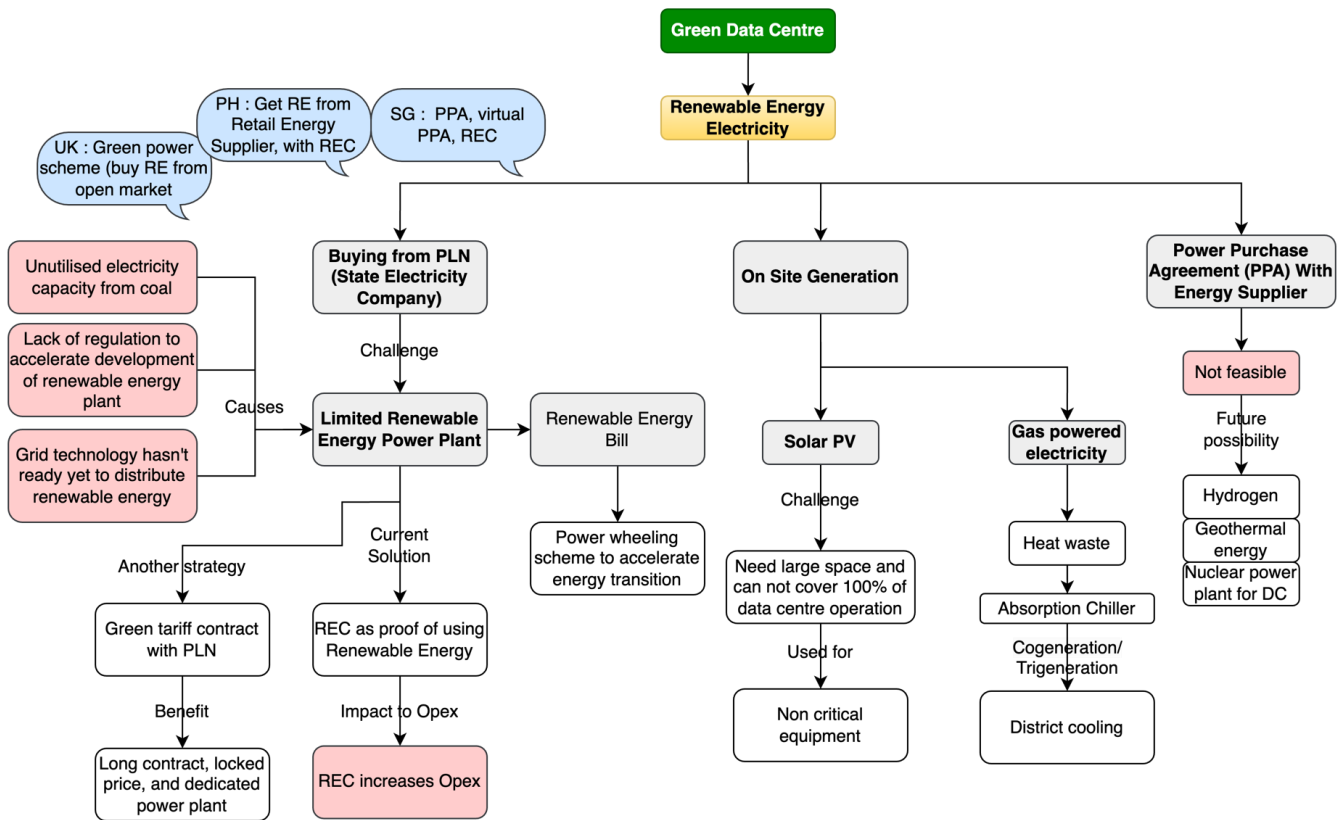 Green Data Centre
Renewable Energy
Electricity
UK : Green power
scheme (buy RE from
open market
PH : Get RE from
Retail Energy
Supplier, with REC
SG :  PPA, virtual
PPA, REC
Unutilised electricity
capacity from coal
Lack of regulation to
accelerate development
of renewable energy
plant
Grid technology hasn't
ready yet to distribute
renewable energy
Causes
Buying from PLN
(State Electricity
Company)
Challenge
Limited Renewable
Energy Power Plant
Renewable Energy
Bill
Power wheeling
scheme to accelerate
energy transition
Another strategy
Green tariff contract
with PLN
Benefit
Long contract, locked
price, and dedicated
power plant
Current
Solution
REC as proof of using
Renewable Energy
Impact to Opex
REC increases Opex
On Site Generation
Solar PV
Challenge
Need large space and
can not cover 100% of
data centre operation
Used for
Non critical
equipment
Gas powered
electricity
Heat waste
Absorption Chiller
Cogeneration/
Trigeneration
District cooling
Power Purchase
Agreement (PPA) With
Energy Supplier
Not feasible
Future
possibility
Hydrogen
Geothermal
energy
Nuclear power
plant for DC